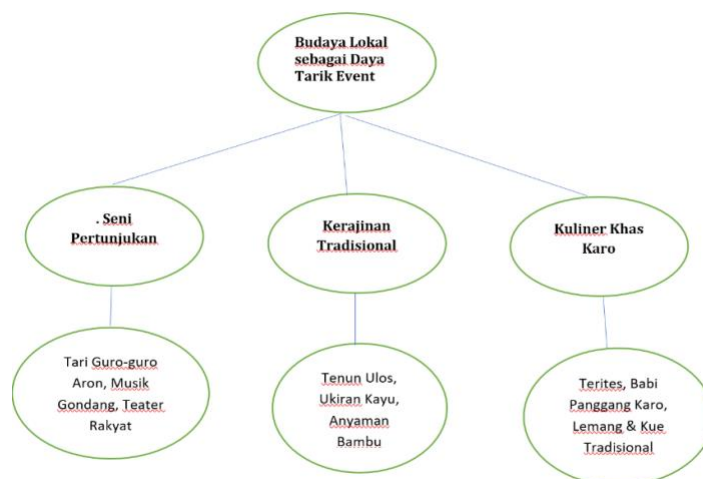 Budaya Lokal
sebagai Daya
Tarik Event
. Seni
Pertunjukan
Kerajinan
Tradisional
Kuliner Khas
Karo
Tari Guro-guro
Aron, Musik
Gondang, Teater
Rakyat
Tenun Ulos,
Ukiran Kayu,
Anyaman
Bambu
Terites, Babi
Panggang Karo,
Lemang & Kue
Tradisional